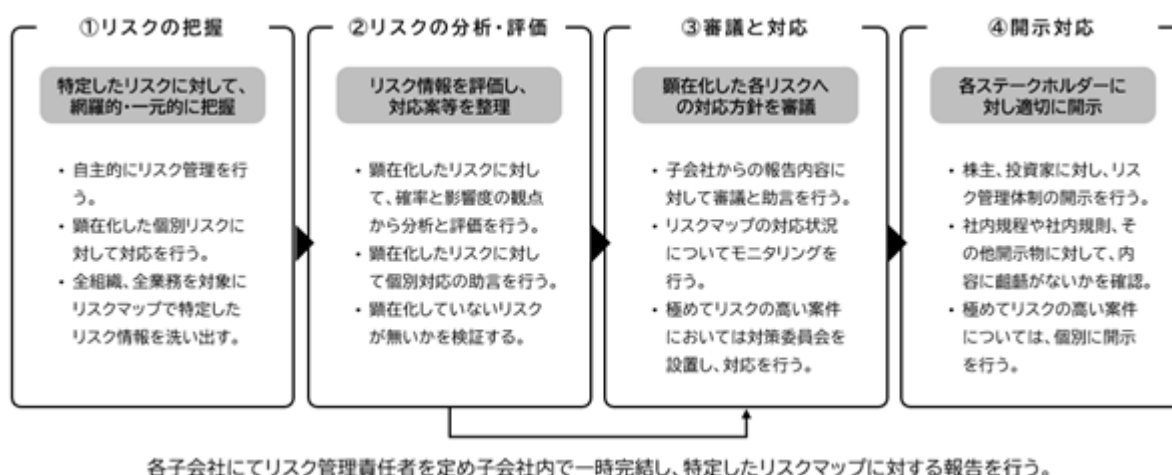 ①リスクの把握
特定したリスクに対して、
網羅的・一元的に把握
・ 自主的にリスク管理を行
う。
・ 顕在化した個別リスクに
対して対応を行う。
・ 全組織、全業務を対象に
リスクマップで特定した
リスク情報を洗い出す。
②リスクの分析・評価
リスク情報を評価し、
対応案等を整理
・ 顕在化したリスクに対し
て、確率と影響度の観点
から分析と評価を行う。
・ 顕在化したリスクに対し
て個別対応の助言を行う。
・ 顕在化していないリスク
が無いかを検証する。
③審議と対応
顕在化した各リスクへ
の対応方針を審議
・ 子会社からの報告内容に
対して審議と助言を行う。
・ リスクマップの対応状況
についてモニタリングを
行う。
・ 極めてリスクの高い案件
においては対策委員会を
設置し、対応を行う。
④開示対応
各ステークホルダーに
対し適切に開示
・ 株主、投資家に対し、リス
ク管理体制の開示を行う。
・ 社内規程や社内規則、そ
の他開示物に対して、内
容に齟齬がないかを確認。
・ 極めてリスクの高い案件
については、個別に開示
を行う。
各子会社にてリスク管理責任者を定め子会社内で一時完結し、特定したリスクマップに対する報告を行う。